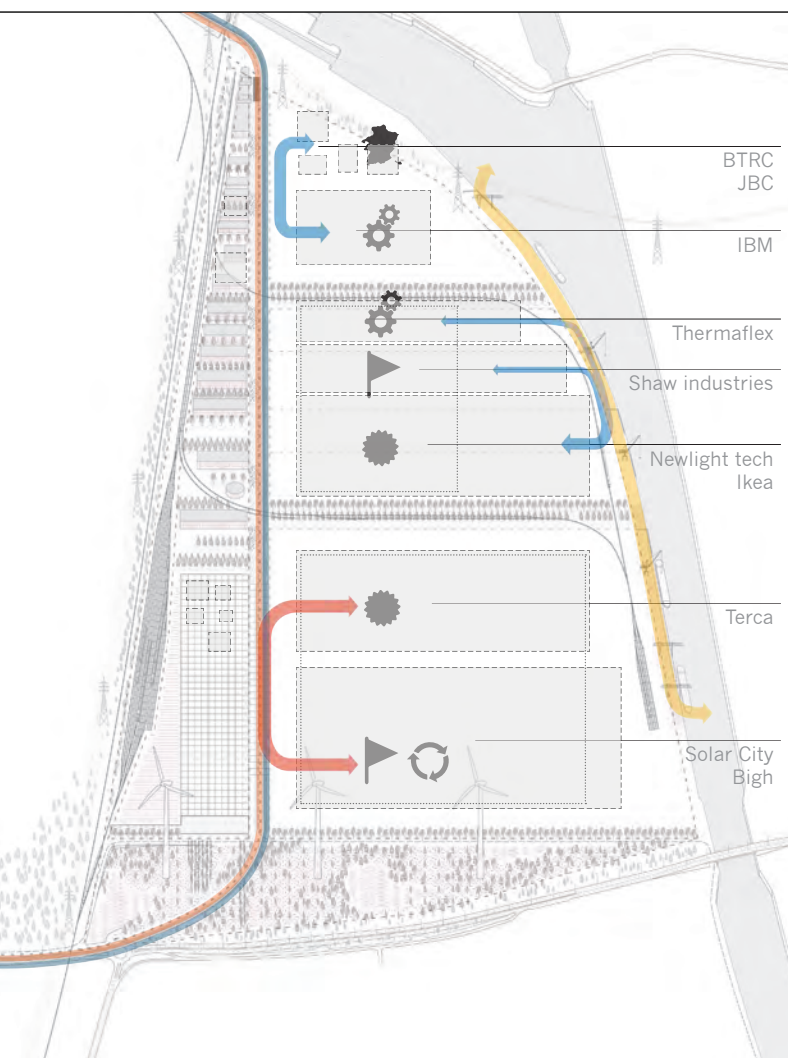 BTRC
JBC
IBM
Thermaflex
Shaw industries
Newlight tech
Ikea
Terca
Solar City
Bigh